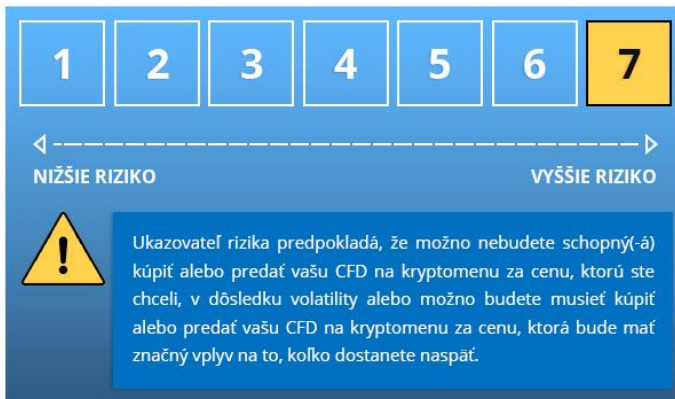 1 2 3 4 5 6 7
NIŽŠIE RIZIKO VYŠŠIE RIZIKO
Ukazovateľ rizika predpokladá, že možno nebudete schopný(-á)
kúpiť alebo predať vašu CFD na kryptomenu za cenu, ktorú ste
chceli, v dôsledku volatility alebo možno budete musieť kúpiť
alebo predať vašu CFD na kryptomenu za cenu, ktorá bude mať
značný vplyv na to, koľko dostanete naspäť.